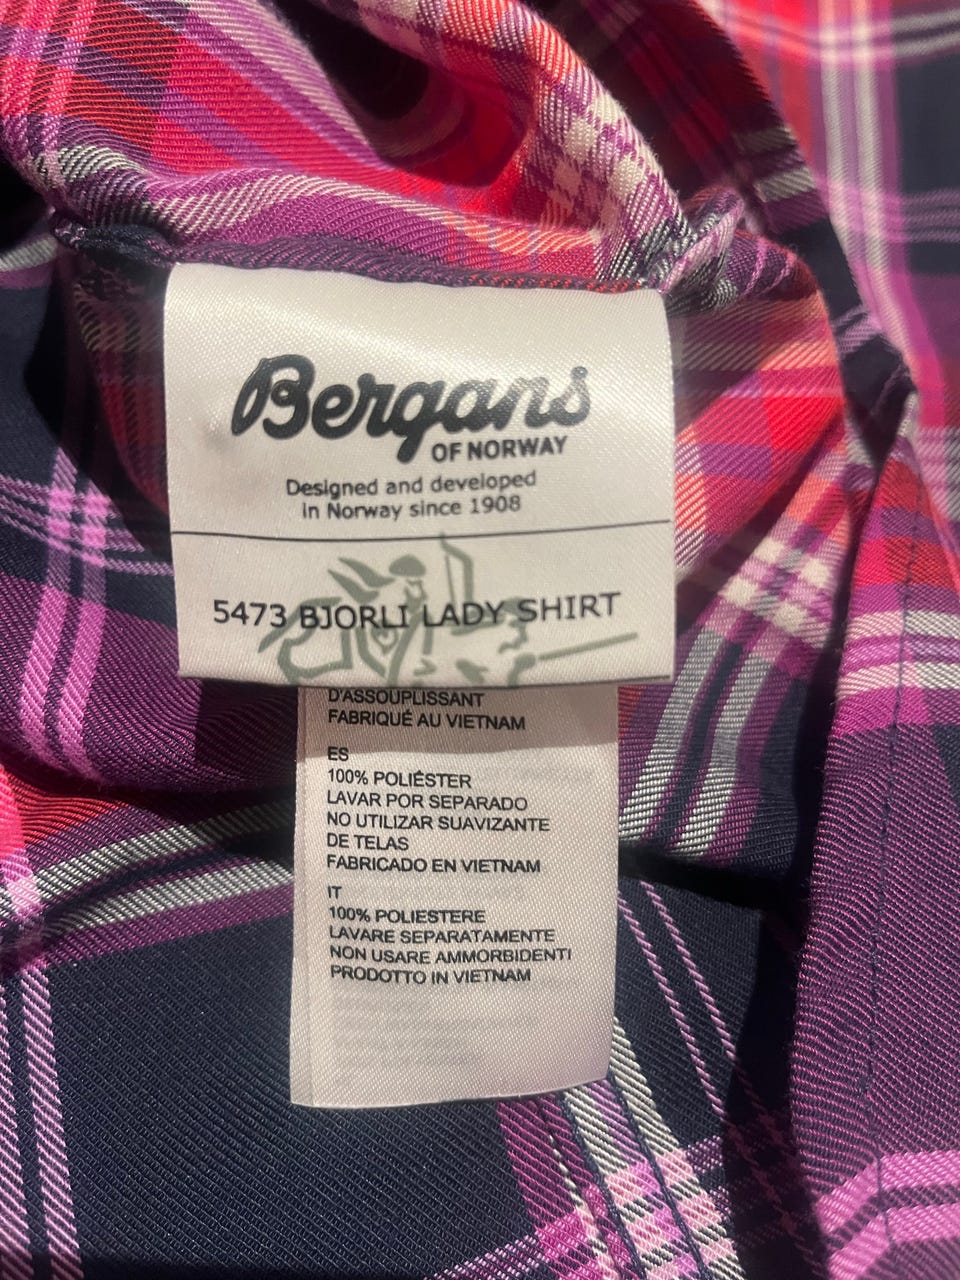 Bergans
OF NORWAY
Designed and developed
in Norway since 1908
5473 BJORLI LADY SHIRT
D'ASSOUPLISSANT
FABRIQUÉ AU VIETNAM
ES
100% POLIÉSTER
LAVAR POR SEPARADO
NO UTILIZAR SUAVIZANTE
DE TELAS
FABRICADO EN VIETNAM
IT
100% POLIESTERE
LAVARE SEPARATAMENTE
NON USARE AMMORBIDENTI
PRODOTTO IN VIETNAM